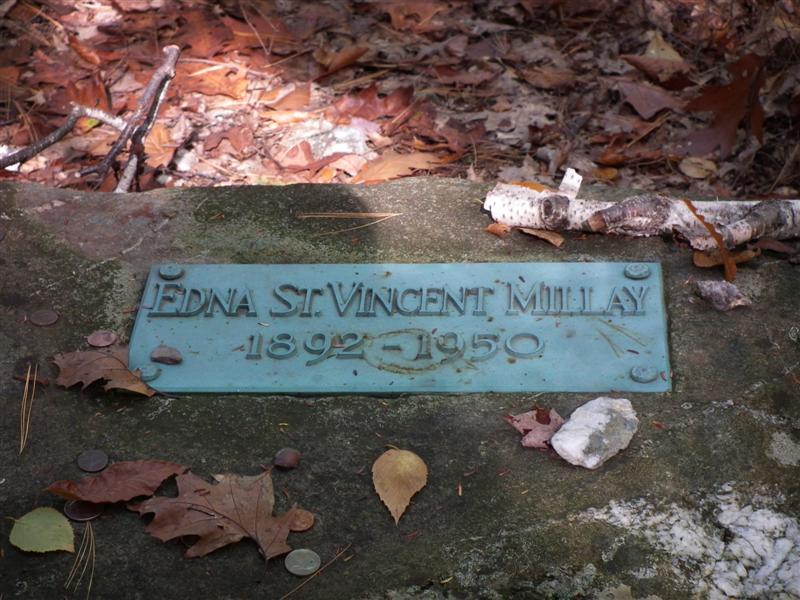 EDNA ST. VINCENT MILLAY
1892 – 1950